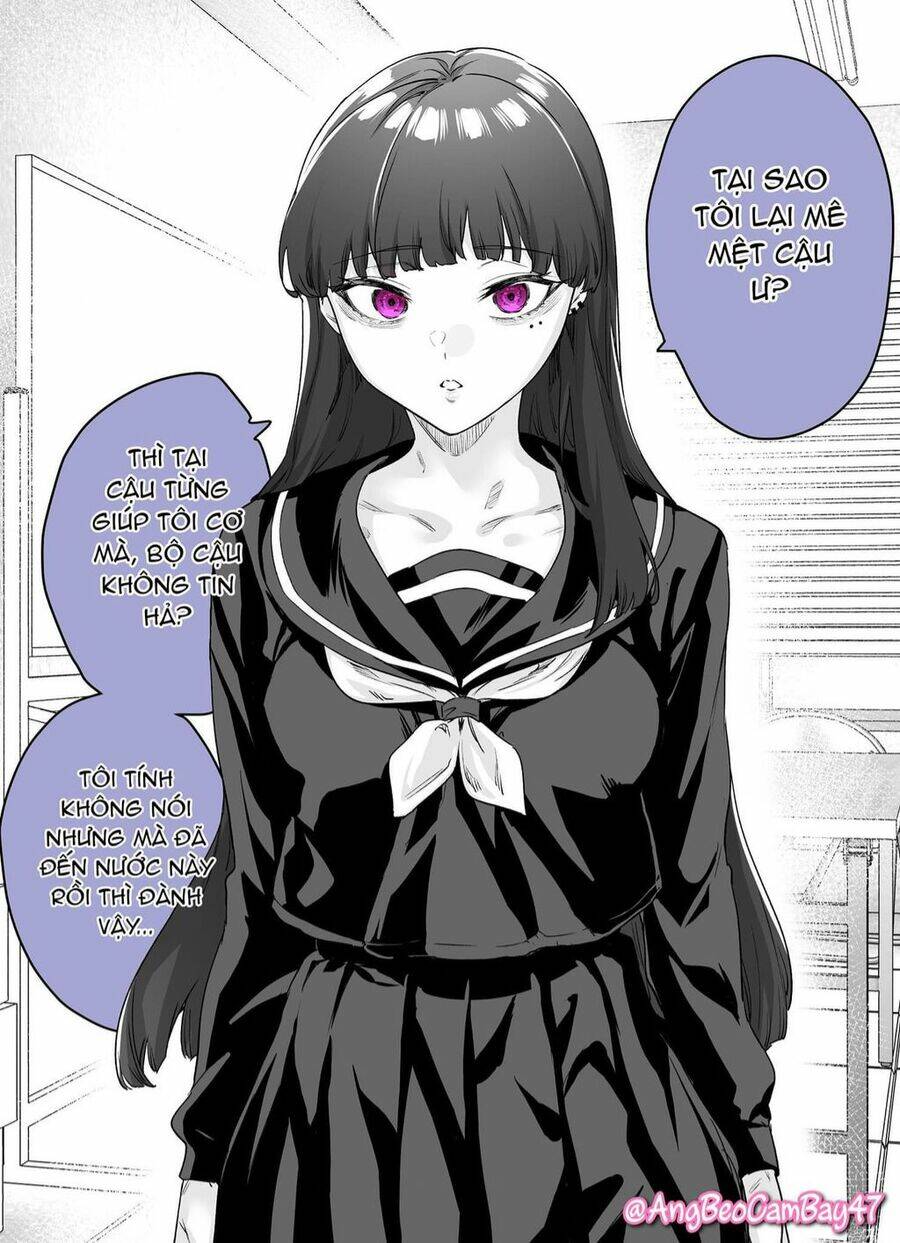 TẠI SAO
TÔI LẠI MÊ
MỆT CẬU
Ư?
THÌ TẠI
CẬU TỪNG
GIÚP TÔI CƠ
MÀ, BỘ CẬU
KHÔNG TIN
HẢ?
TÔI TÍNH
KHÔNG NÓI
NHƯNG MÀ ĐÃ
ĐẾN NƯỚC NÀY
RỒI THÌ ĐÀNH
VẬY...
@AngBeoCamBay47